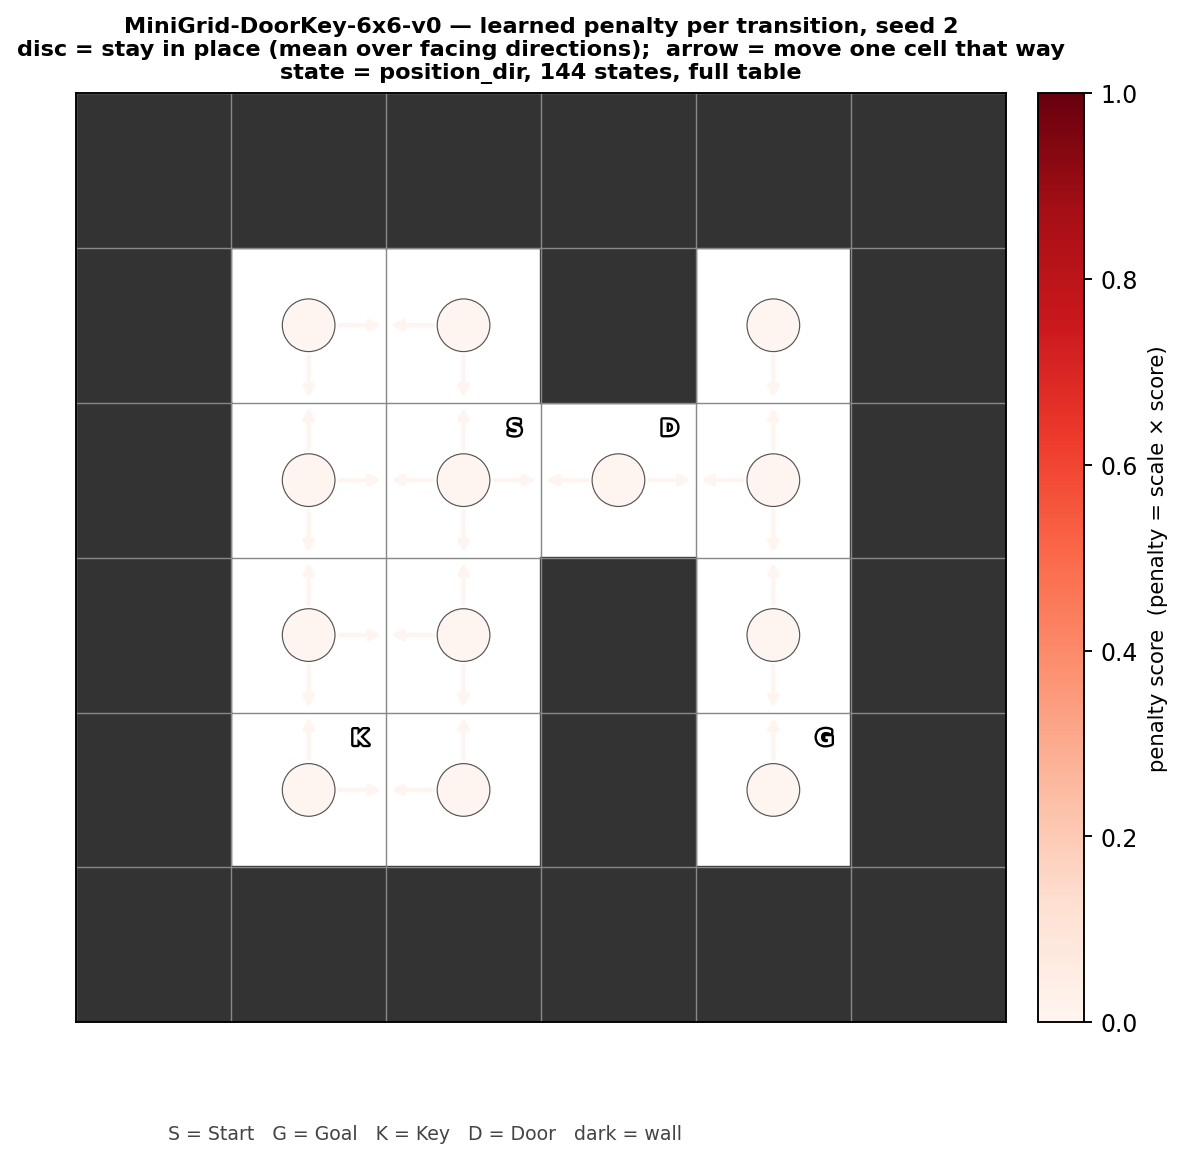 MiniGrid-DoorKey-6x6-v0 — learned penalty per transition, seed 2
disc = stay in place (mean over facing directions);  arrow = move one cell that way
state = position_dir, 144 states, full table
1.0
0.8
0.6
0.4
0.2
0.0
penalty score  (penalty = scale × score)
S
D
K
G
S = Start   G = Goal   K = Key   D = Door   dark = wall